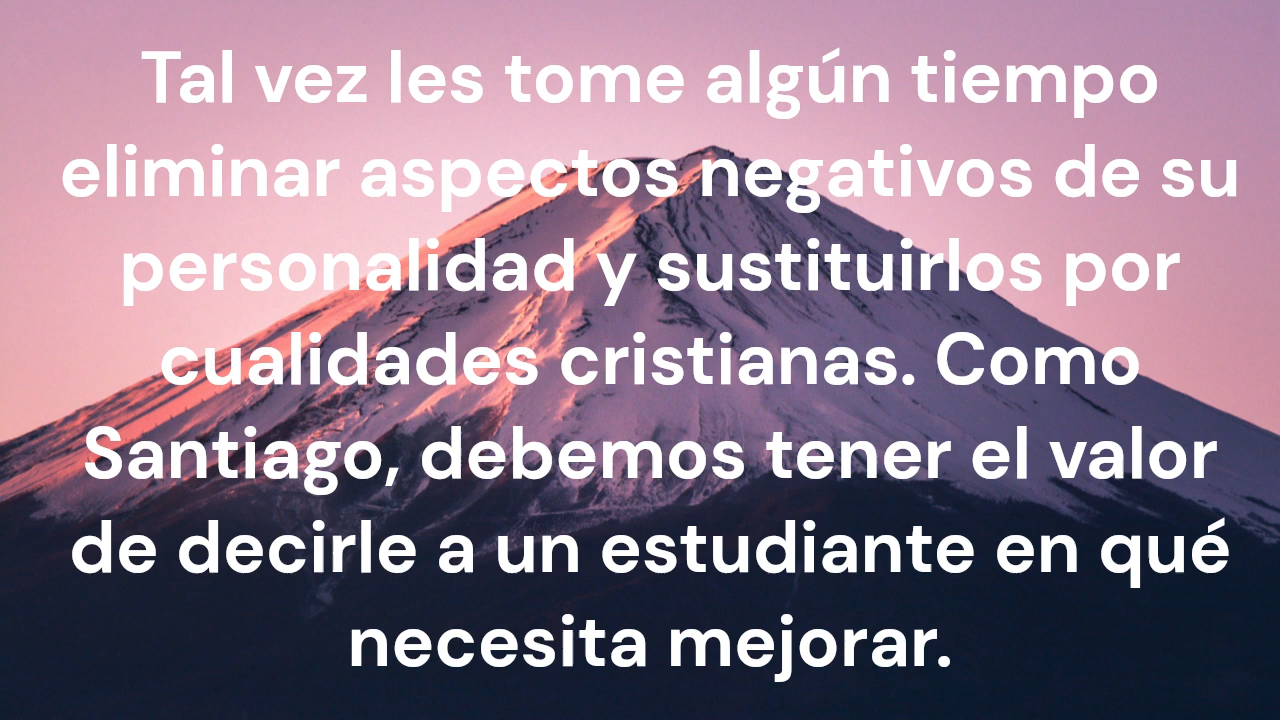 Tal vez les tome algún tiempo
eliminar aspectos negativos de su
personalidad y sustituirlos por
cualidades cristianas. Como
Santiago, debemos tener el valor
de decirle a un estudiante en qué
necesita mejorar.